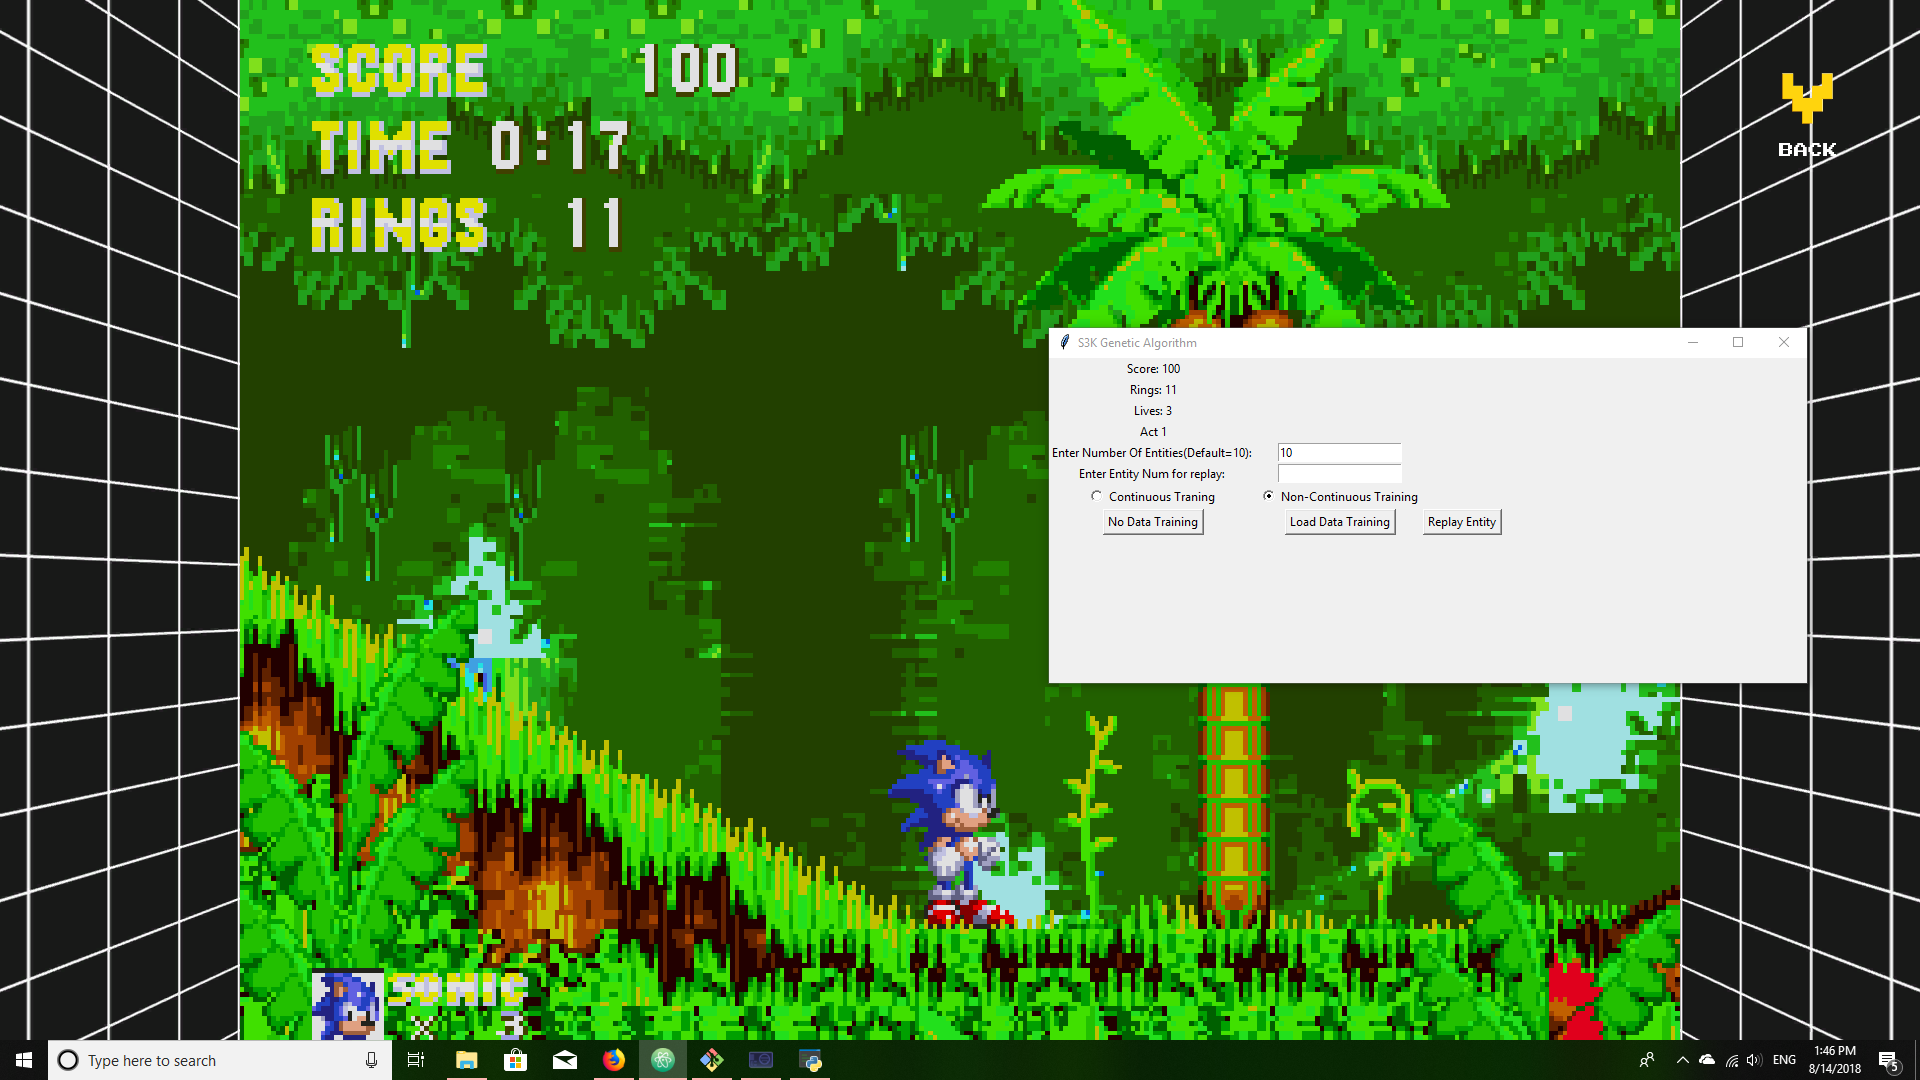 SCORE 100
TIME 0:17
RINGS 11
BACK
S3K Genetic Algorithm
Score: 100
Rings: 11
Lives: 3
Act 1
Enter Number Of Entities(Default=10): 10
Enter Entity Num for replay:
Continuous Traning Non-Continuous Training
No Data Training Load Data Training Replay Entity
SONIC
X 3
Type here to search
ENG
1:46 PM
8/14/2018
5